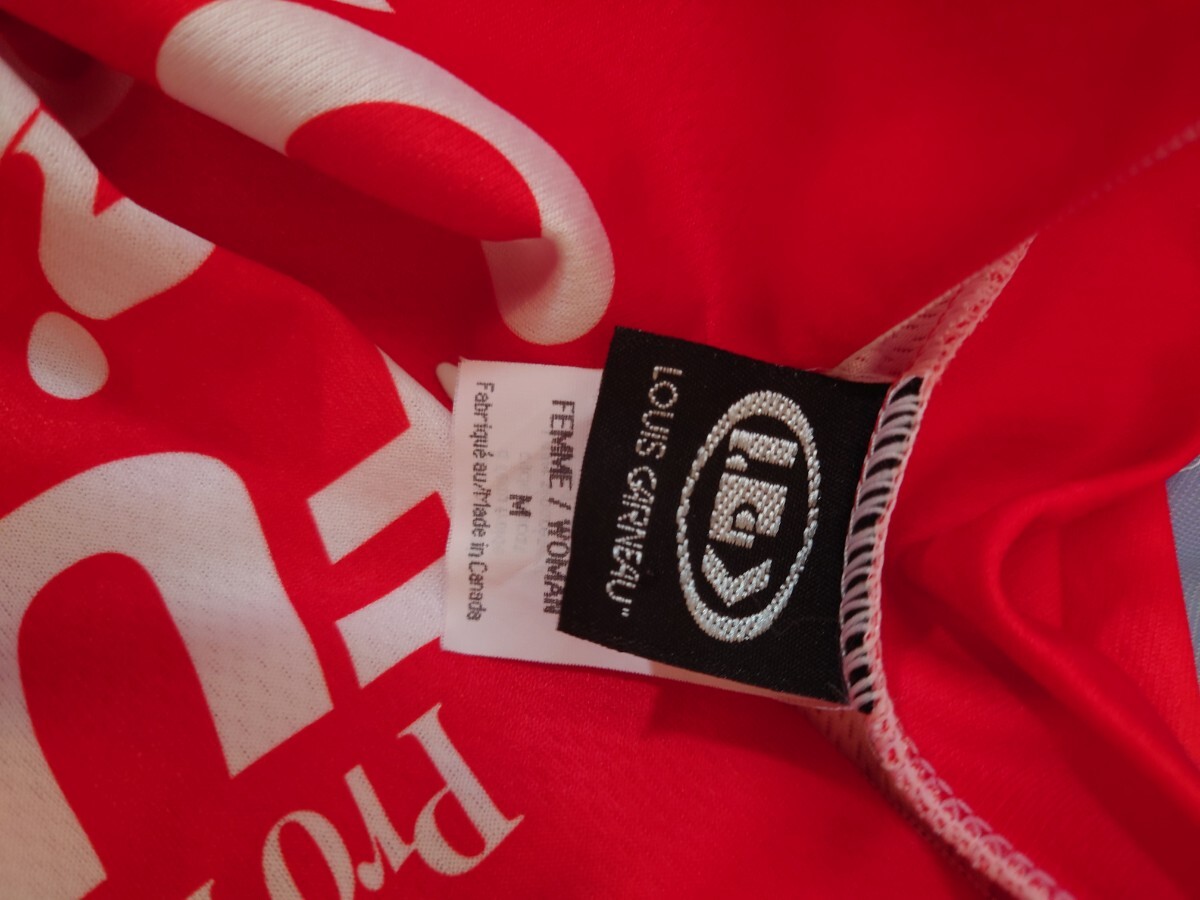 LOUIS GARNEAU"
FEMME / WOMAN
M
Fabriqué au/Made in Canada
Pro